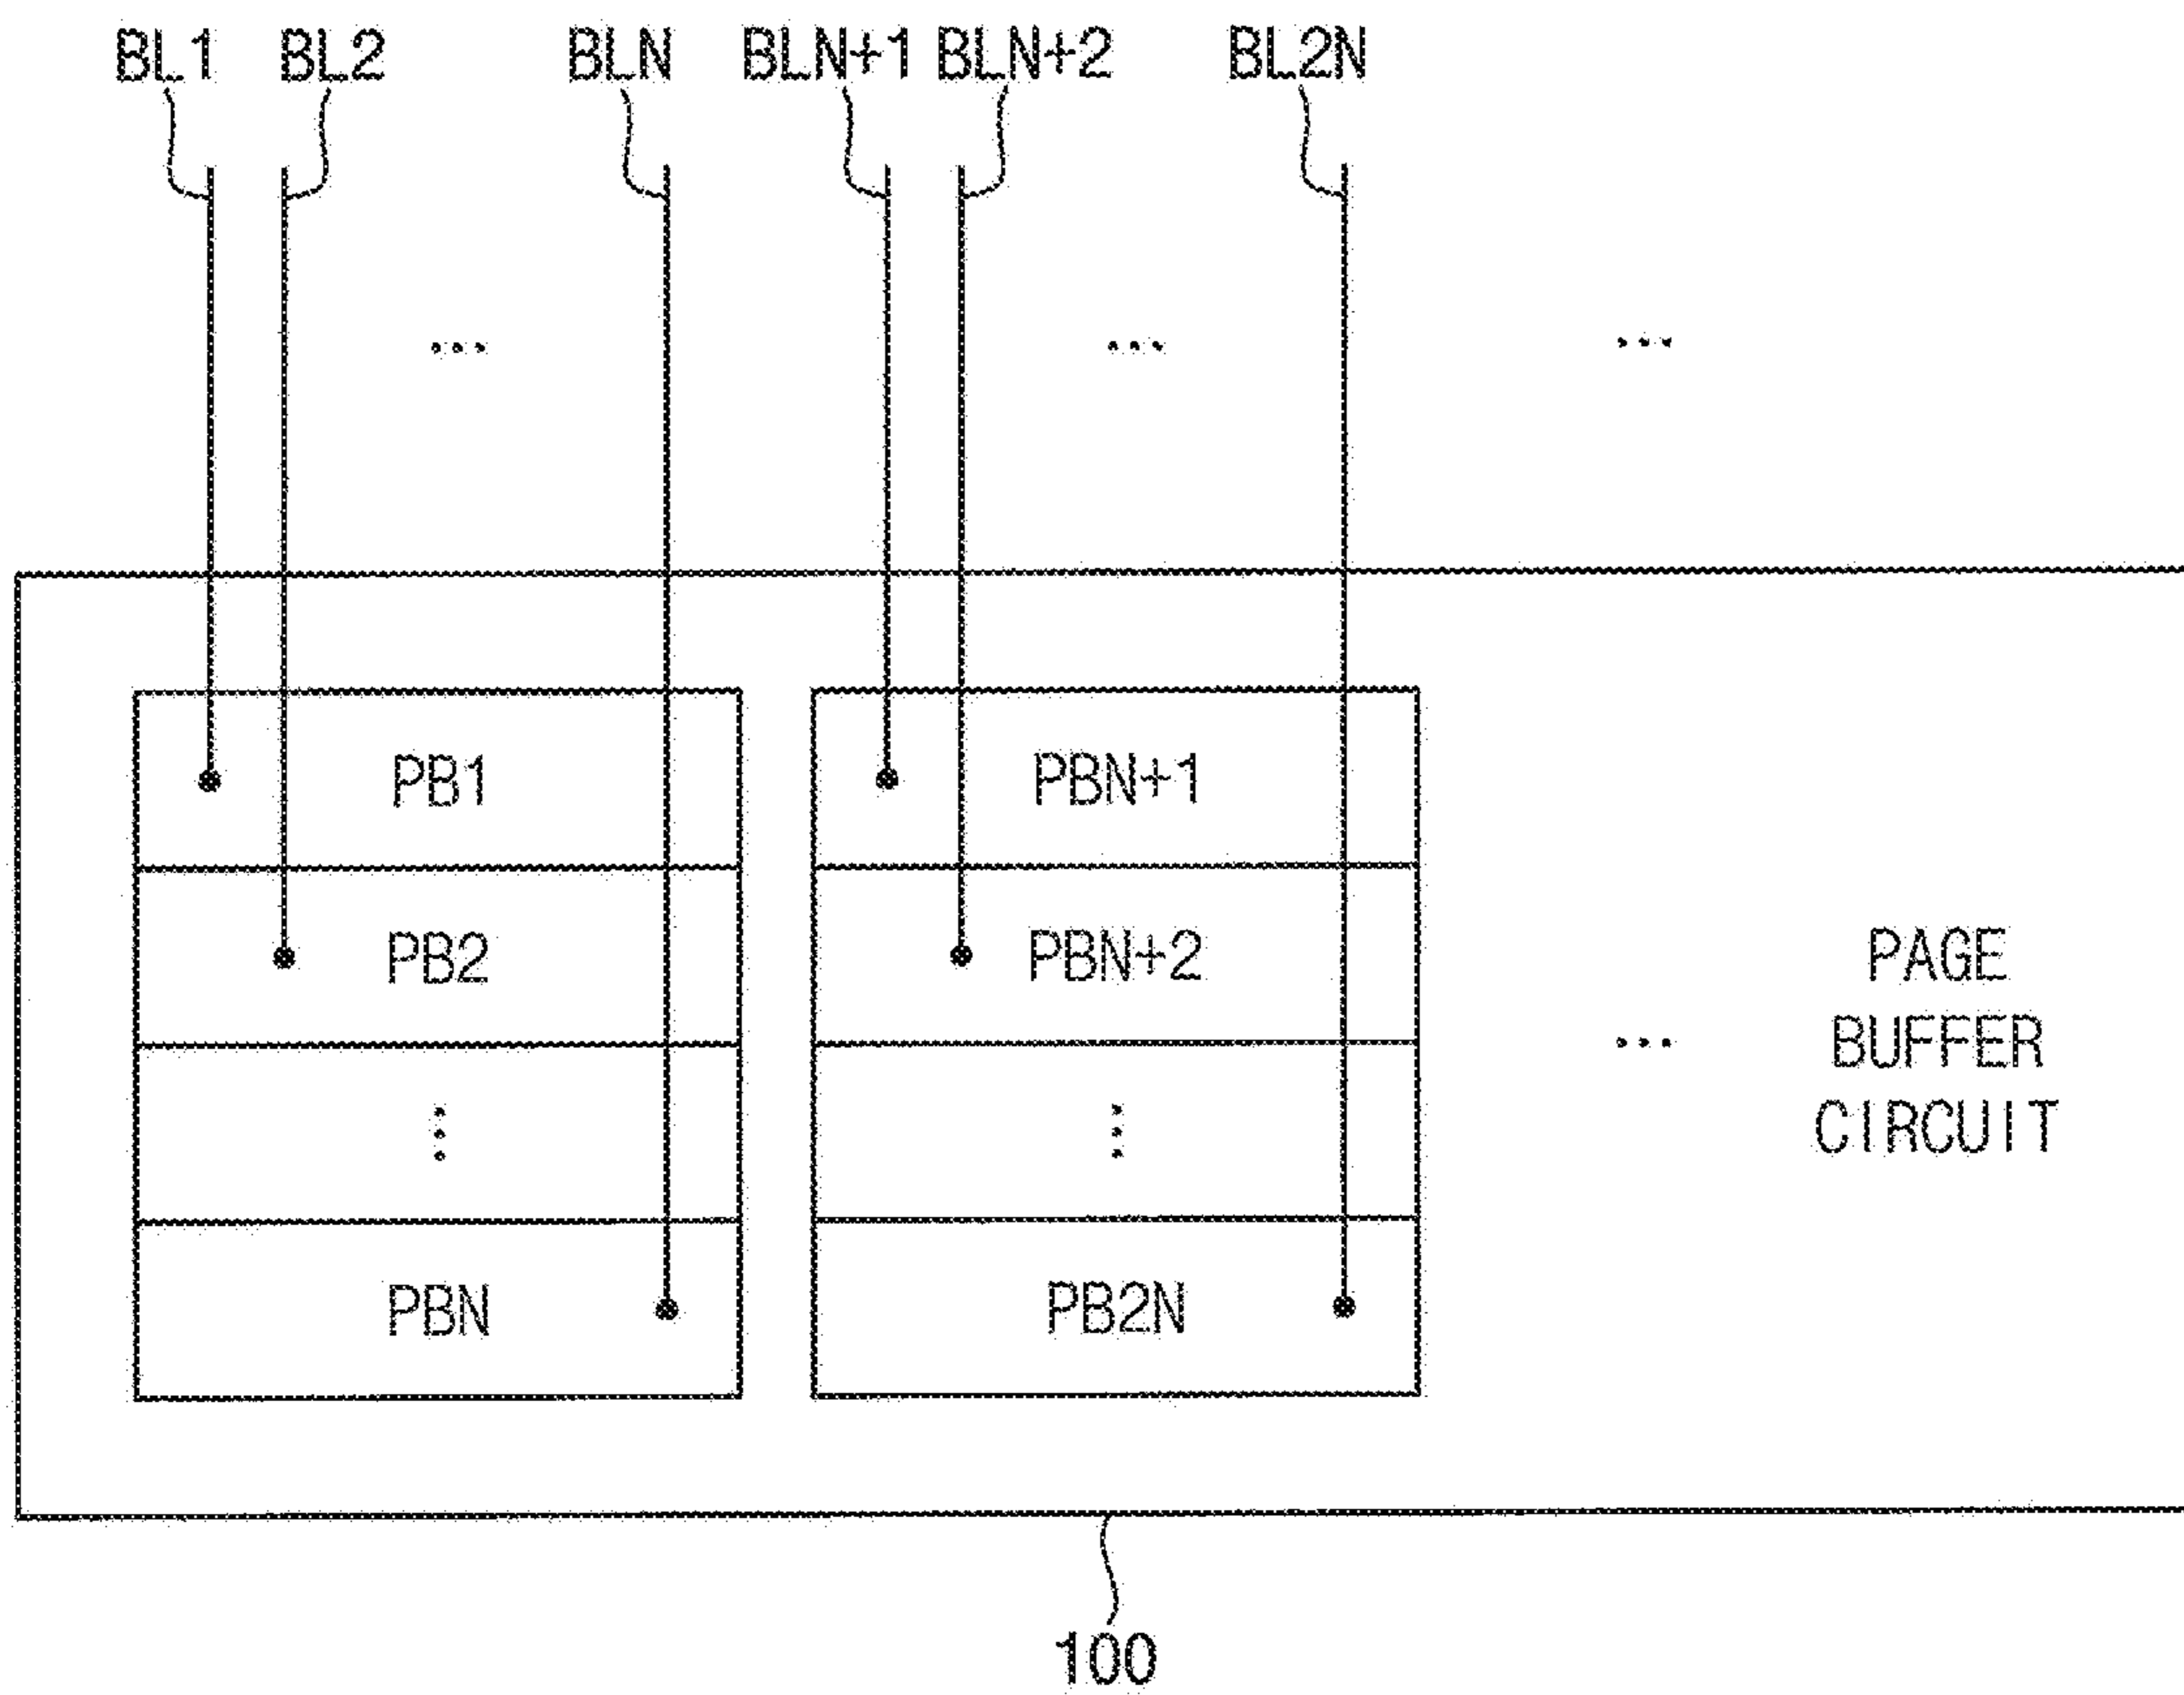 BL1 BL2 BLN BLN+1 BLN+2 BL2N
... ... ...
PB1 PBN+1
PB2 PBN+2
... PAGE
BUFFER
CIRCUIT
PBN PB2N
100